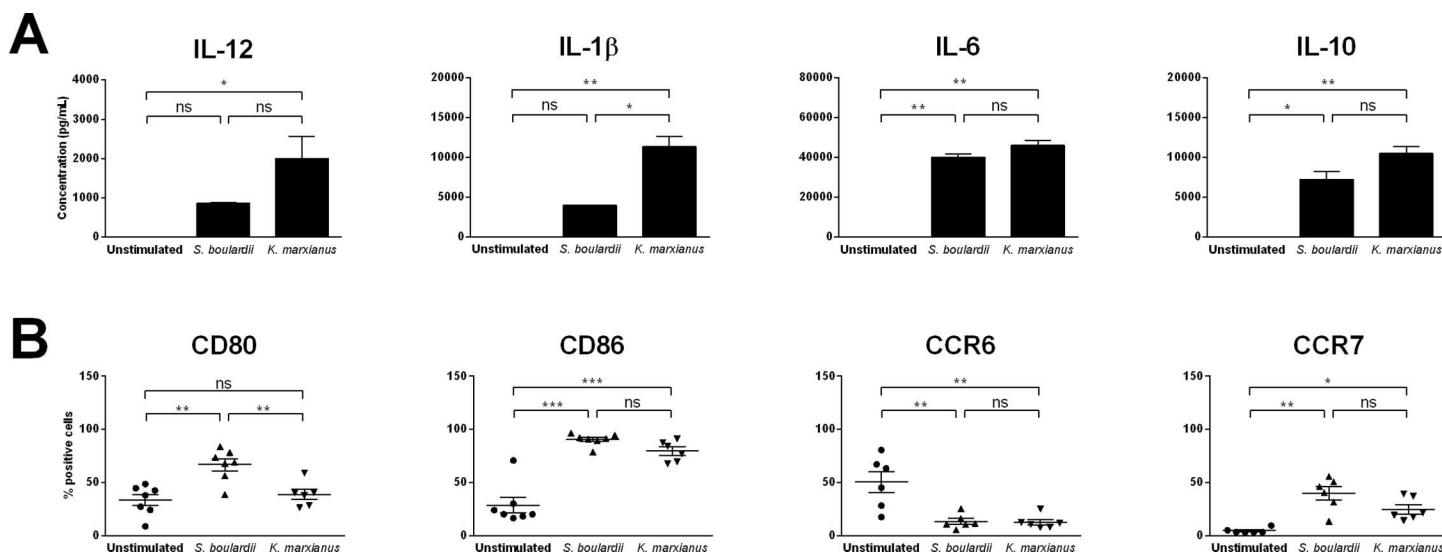 A
IL-12
IL-1β
IL-6
IL-10
Concentration (pg/mL)
4000
3000
2000
1000
0
*
ns
ns
Unstimulated
S. boulardii
K. marxianus
20000
15000
10000
5000
0
**
ns
*
Unstimulated
S. boulardii
K. marxianus
80000
60000
40000
20000
0
**
**
ns
Unstimulated
S. boulardii
K. marxianus
20000
15000
10000
5000
0
**
*
ns
Unstimulated
S. boulardii
K. marxianus
B
CD80
CD86
CCR6
CCR7
% positive cells
150
100
50
0
ns
**
**
Unstimulated
S. boulardii
K. marxianus
150
100
50
0
***
***
ns
Unstimulated
S. boulardii
K. marxianus
150
100
50
0
**
**
ns
Unstimulated
S. boulardii
K. marxianus
150
100
50
0
*
**
ns
Unstimulated
S. boulardii
K. marxianus